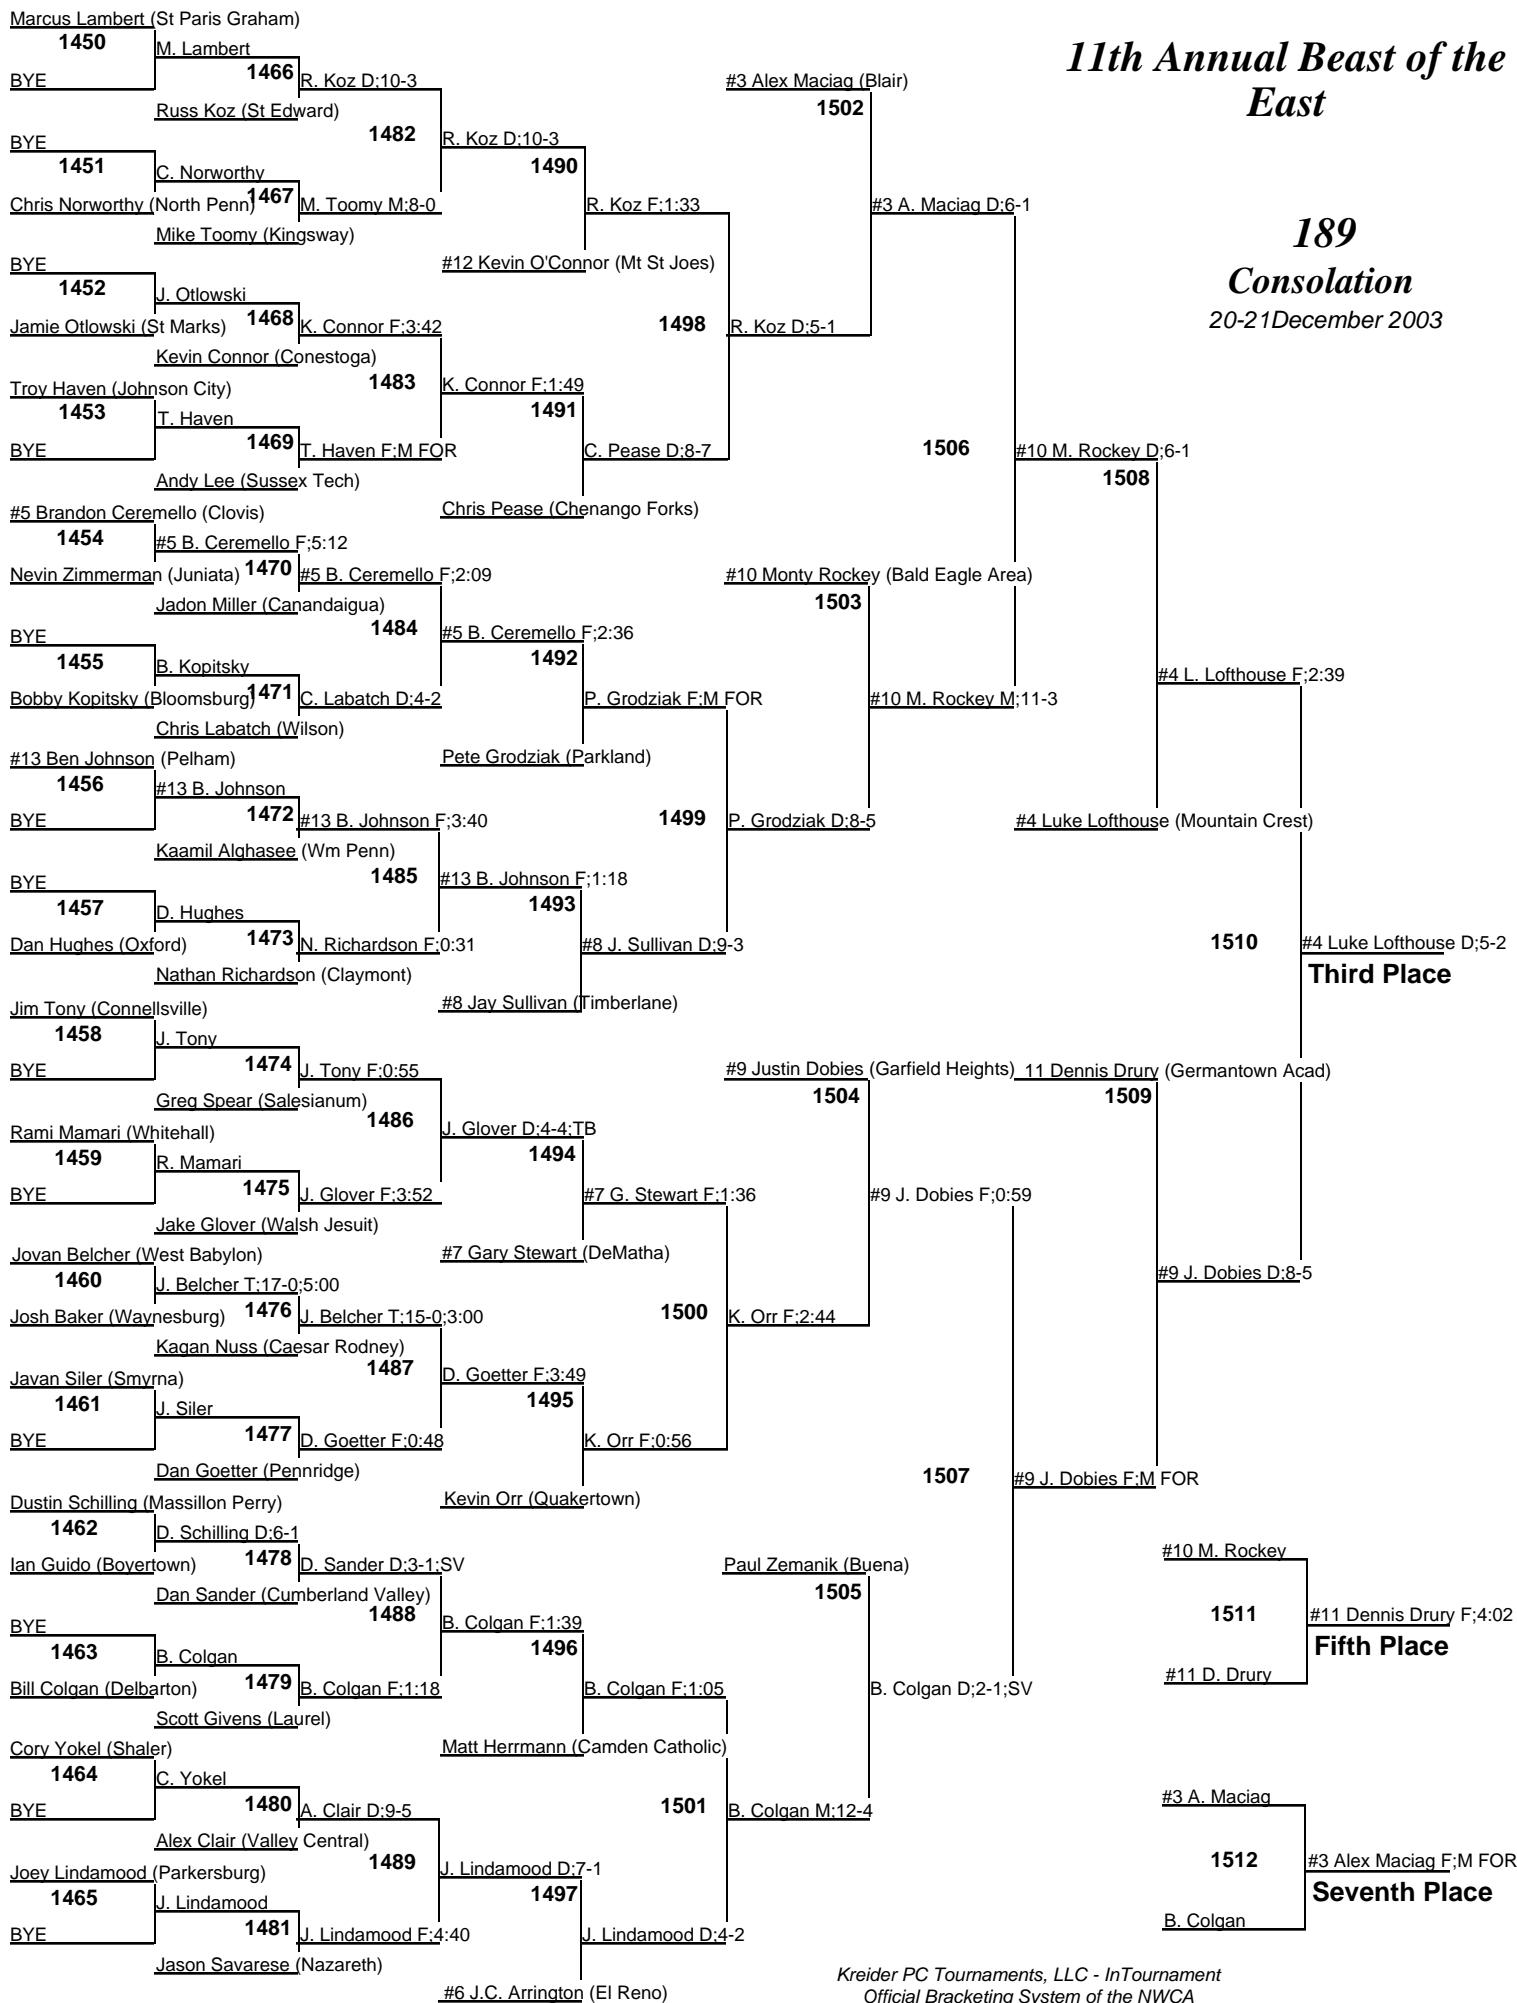 11th Annual Beast of the
East
189
Consolation
20-21December 2003
Marcus Lambert (St Paris Graham)
1450
M. Lambert
BYE
1466
R. Koz D;10-3
Russ Koz (St Edward)
1482
BYE
R. Koz D;10-3
1451
C. Norworthy
1490
Chris Norworthy (North Penn)
1467
M. Toomy M;8-0
R. Koz F;1:33
Mike Toomy (Kingsway)
BYE
#12 Kevin O'Connor (Mt St Joes)
1452
J. Otlowski
Jamie Otlowski (St Marks)
1468
K. Connor F;3:42
1498
R. Koz D;5-1
Kevin Connor (Conestoga)
1483
Troy Haven (Johnson City)
K. Connor F;1:49
1453
T. Haven
1491
BYE
1469
T. Haven F;M FOR
C. Pease D;8-7
Andy Lee (Sussex Tech)
Chris Pease (Chenango Forks)
#5 Brandon Ceremello (Clovis)
1454
#5 B. Ceremello F;5:12
Nevin Zimmerman (Juniata)
1470
#5 B. Ceremello F;2:09
Jadon Miller (Canandaigua)
1484
BYE
#5 B. Ceremello F;2:36
1455
B. Kopitsky
1492
Bobby Kopitsky (Bloomsburg)
1471
C. Labatch D;4-2
P. Grodziak F;M FOR
Chris Labatch (Wilson)
#13 Ben Johnson (Pelham)
Pete Grodziak (Parkland)
1456
#13 B. Johnson
BYE
1472
#13 B. Johnson F;3:40
1499
P. Grodziak D;8-5
Kaamil Alghasee (Wm Penn)
1485
BYE
#13 B. Johnson F;1:18
1457
D. Hughes
1493
Dan Hughes (Oxford)
1473
N. Richardson F;0:31
#8 J. Sullivan D;9-3
Nathan Richardson (Claymont)
#8 Jay Sullivan (Timberlane)
Jim Tony (Connellsville)
1458
J. Tony
BYE
1474
J. Tony F;0:55
Greg Spear (Salesianum)
1486
Rami Mamari (Whitehall)
J. Glover D;4-4;TB
1459
R. Mamari
1494
BYE
1475
J. Glover F;3:52
#7 G. Stewart F;1:36
Jake Glover (Walsh Jesuit)
Jovan Belcher (West Babylon)
#7 Gary Stewart (DeMatha)
1460
J. Belcher T;17-0;5:00
Josh Baker (Waynesburg)
1476
J. Belcher T;15-0;3:00
1500
K. Orr F;2:44
Kagan Nuss (Caesar Rodney)
1487
Javan Siler (Smyrna)
D. Goetter F;3:49
1461
J. Siler
1495
BYE
1477
D. Goetter F;0:48
K. Orr F;0:56
Dan Goetter (Pennridge)
Kevin Orr (Quakertown)
Dustin Schilling (Massillon Perry)
1462
D. Schilling D;6-1
Ian Guido (Boyertown)
1478
D. Sander D;3-1;SV
Dan Sander (Cumberland Valley)
1488
BYE
B. Colgan F;1:39
1463
B. Colgan
1496
Bill Colgan (Delbarton)
1479
B. Colgan F;1:18
B. Colgan F;1:05
Scott Givens (Laurel)
Cory Yokel (Shaler)
Matt Herrmann (Camden Catholic)
1464
C. Yokel
BYE
1480
A. Clair D;9-5
1501
B. Colgan M;12-4
Alex Clair (Valley Central)
1489
Joey Lindamood (Parkersburg)
J. Lindamood D;7-1
1465
J. Lindamood
1497
BYE
1481
J. Lindamood F;4:40
J. Lindamood D;4-2
Jason Savarese (Nazareth)
#6 J.C. Arrington (El Reno)
#3 Alex Maciag (Blair)
1502
#3 A. Maciag D;6-1
1506
#10 M. Rockey D;6-1
1508
#10 Monty Rockey (Bald Eagle Area)
1503
#10 M. Rockey M;11-3
#4 L. Lofthouse F;2:39
#4 Luke Lofthouse (Mountain Crest)
1510
#4 Luke Lofthouse D;5-2
Third Place
#9 Justin Dobies (Garfield Heights)
11 Dennis Drury (Germantown Acad)
1504
1509
#9 J. Dobies F;0:59
#9 J. Dobies D;8-5
1507
#9 J. Dobies F;M FOR
Paul Zemanik (Buena)
1505
B. Colgan D;2-1;SV
#10 M. Rockey
1511
#11 Dennis Drury F;4:02
Fifth Place
#11 D. Drury
#3 A. Maciag
1512
#3 Alex Maciag F;M FOR
Seventh Place
B. Colgan
Kreider PC Tournaments, LLC - InTournament
Official Bracketing System of the NWCA